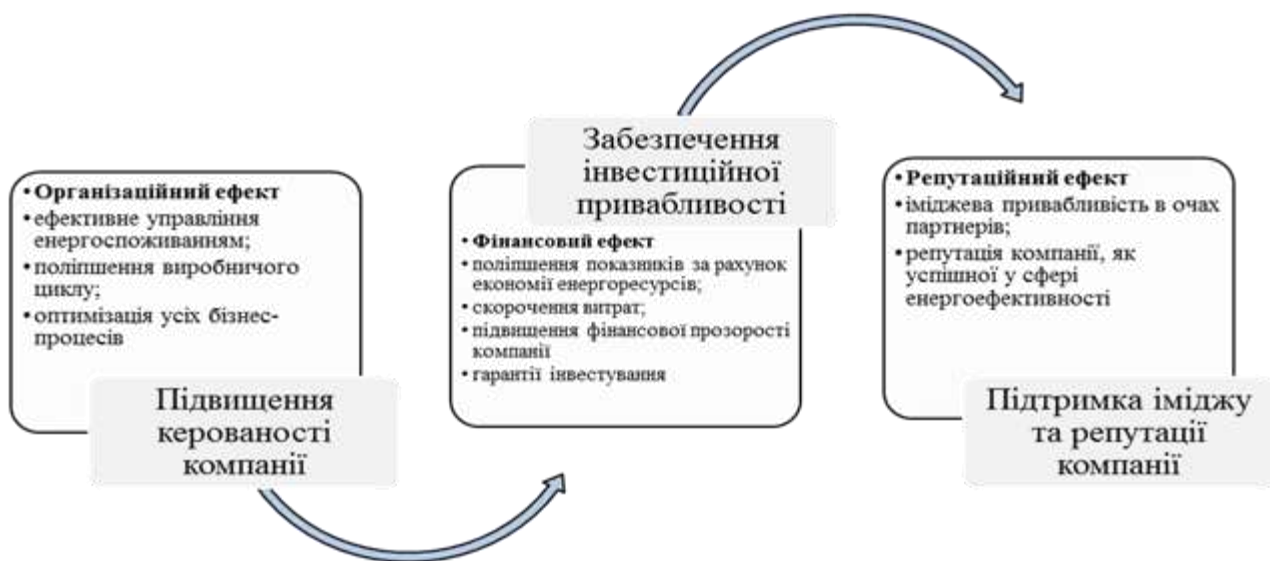 • Організаційний ефект
• ефективне управління
енергоспоживанням;
• поліпшення виробничого
циклу;
• оптимізація усіх бізнес-
процесів
Підвищення
керованості
компанії
Забезпечення
інвестиційної
привабливості
• Фінансовий ефект
• поліпшення показників за рахунок
економії енергоресурсів;
• скорочення витрат;
• підвищення фінансової прозорості
компанії
• гарантії інвестування
• Репутаційний ефект
• іміджева привабливість в очах
партнерів;
• репутація компанії, як
успішної у сфері
енергоефективності
Підтримка іміджу
та репутації
компанії